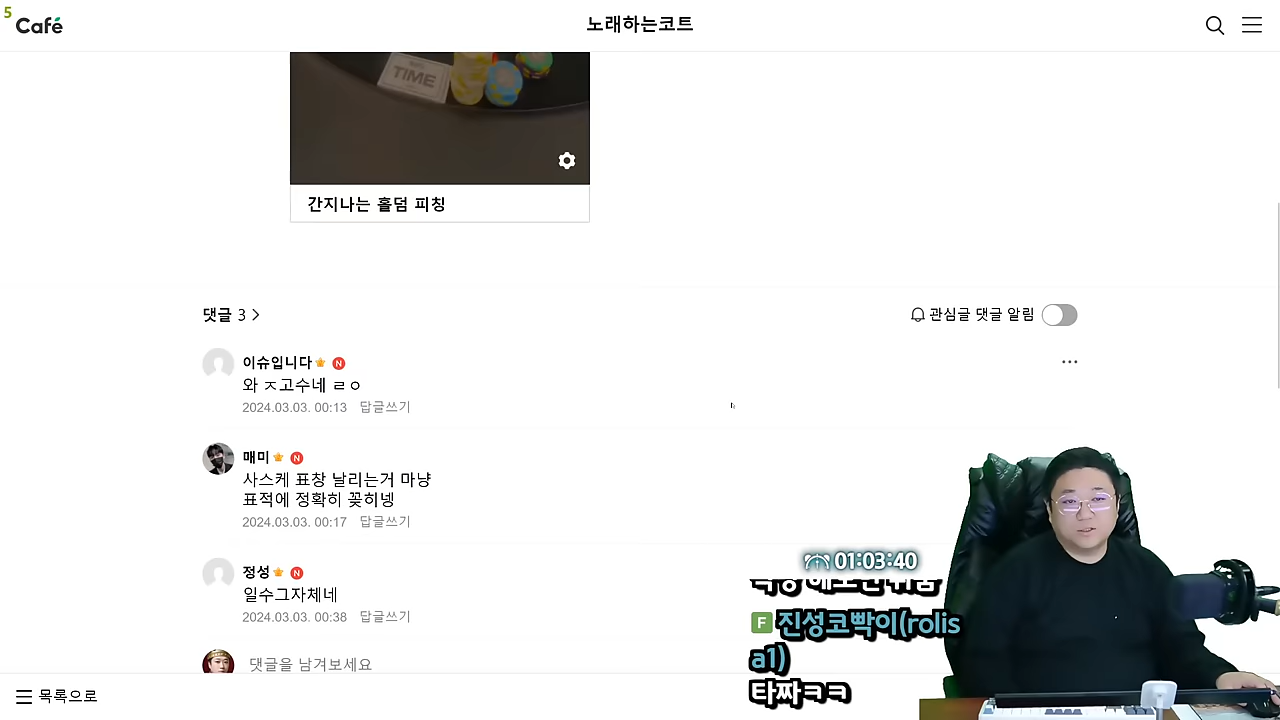 5
Café
노래하는코트
TIME
간지나는 홀덤 피칭
댓글 3
관심글 댓글 알림
이슈입니다 N
와 ㅈ고수네 ㄹㅇ
2024.03.03. 00:13 답글쓰기
매미 N
사스케 표창 날리는거 마냥
표적에 정확히 꽂히넹
2024.03.03. 00:17 답글쓰기
정성 N
일수그자체네
2024.03.03. 00:38 답글쓰기
댓글을 남겨보세요
목록으로
01:03:40
F 진성코빡이(rolis
a1)
타짜ㅋㅋ